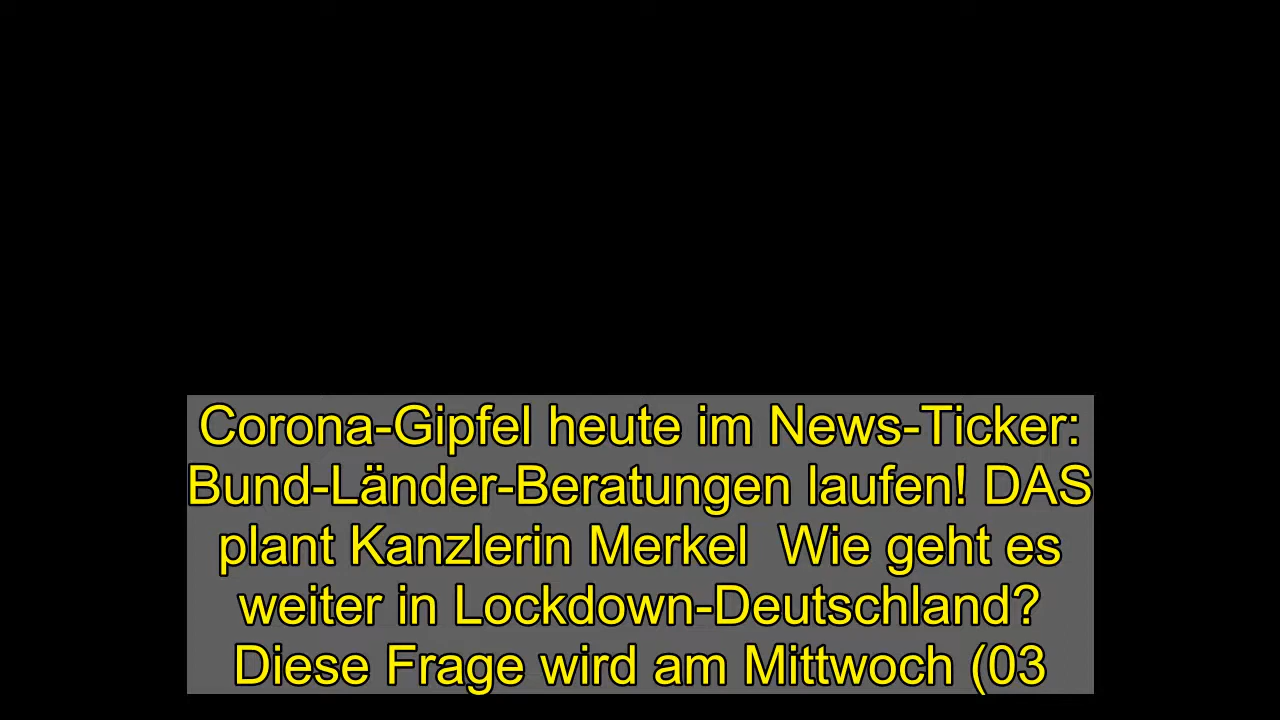 Corona-Gipfel heute im News-Ticker:
Bund-Länder-Beratungen laufen! DAS
plant Kanzlerin Merkel  Wie geht es
weiter in Lockdown-Deutschland?
Diese Frage wird am Mittwoch (03